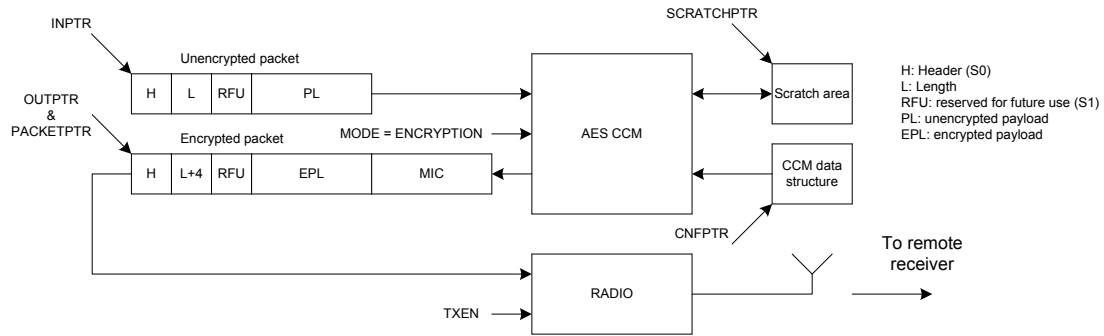 SCRATCHPTR
INPTR
Unencrypted packet
H L RFU PL
OUTPTR
&
PACKETPTR
MODE = ENCRYPTION
Encrypted packet
H L+4 RFU EPL MIC
AES CCM
Scratch area
CCM data
structure
CNFPTR
H: Header (S0)
L: Length
RFU: reserved for future use (S1)
PL: unencrypted payload
EPL: encrypted payload
To remote
receiver
RADIO
TXEN